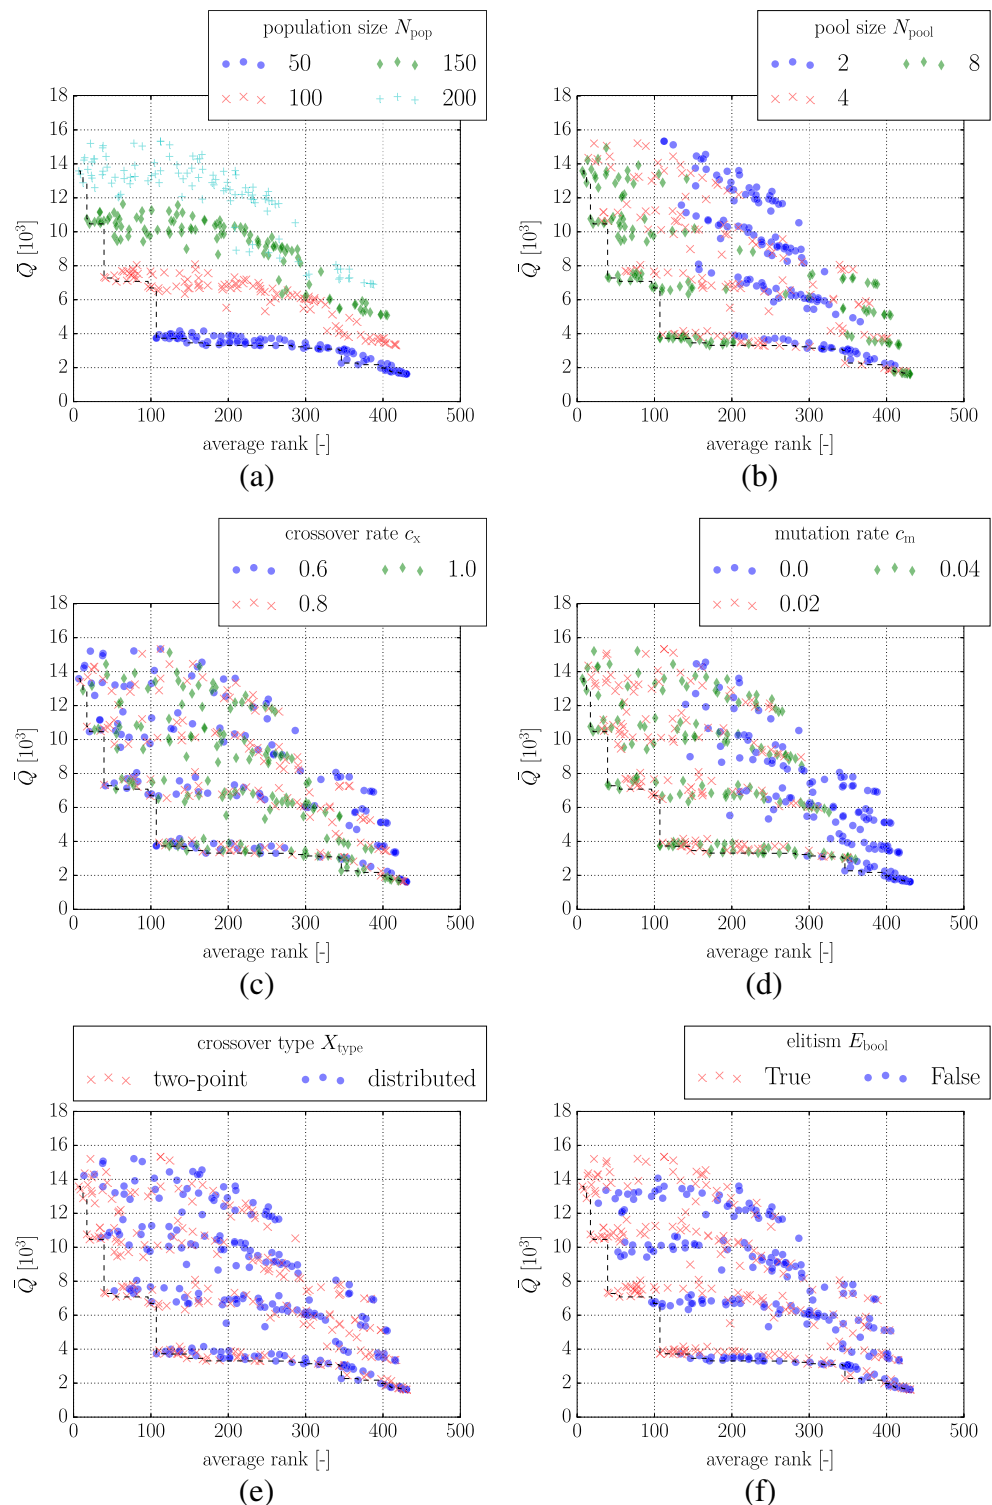 population size N_pop
50 150
100 200
18
16
14
12
10
8
6
4
2
0
Q̄ [10³]
0 100 200 300 400 500
average rank [-]
(a)
pool size N_pool
2 8
4
18
16
14
12
10
8
6
4
2
0
Q̄ [10³]
0 100 200 300 400 500
average rank [-]
(b)
crossover rate c_x
0.6 1.0
0.8
18
16
14
12
10
8
6
4
2
0
Q̄ [10³]
0 100 200 300 400 500
average rank [-]
(c)
mutation rate c_m
0.0 0.04
0.02
18
16
14
12
10
8
6
4
2
0
Q̄ [10³]
0 100 200 300 400 500
average rank [-]
(d)
crossover type X_type
two-point distributed
18
16
14
12
10
8
6
4
2
0
Q̄ [10³]
0 100 200 300 400 500
average rank [-]
(e)
elitism E_bool
True False
18
16
14
12
10
8
6
4
2
0
Q̄ [10³]
0 100 200 300 400 500
average rank [-]
(f)